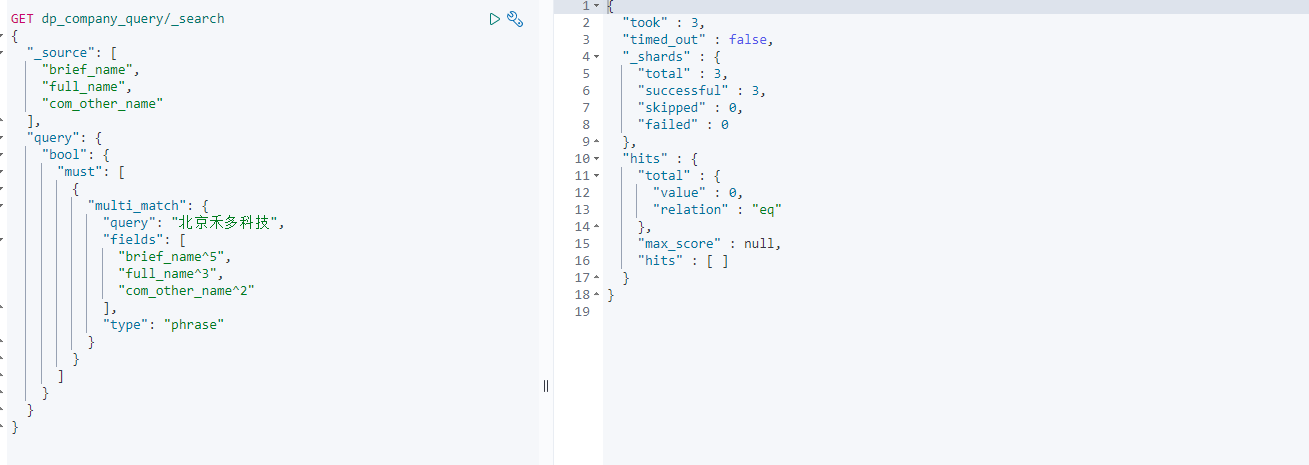 GET dp_company_query/_search
{
  "_source": [
    "brief_name",
    "full_name",
    "com_other_name"
  ],
  "query": {
    "bool": {
      "must": [
        {
          "multi_match": {
            "query": "北京禾多科技",
            "fields": [
              "brief_name^5",
              "full_name^3",
              "com_other_name^2"
            ],
            "type": "phrase"
          }
        }
      ]
    }
  }
}
1 {
2   "took" : 3,
3   "timed_out" : false,
4   "_shards" : {
5     "total" : 3,
6     "successful" : 3,
7     "skipped" : 0,
8     "failed" : 0
9   },
10   "hits" : {
11     "total" : {
12       "value" : 0,
13       "relation" : "eq"
14     },
15     "max_score" : null,
16     "hits" : [ ]
17   }
18 }
19